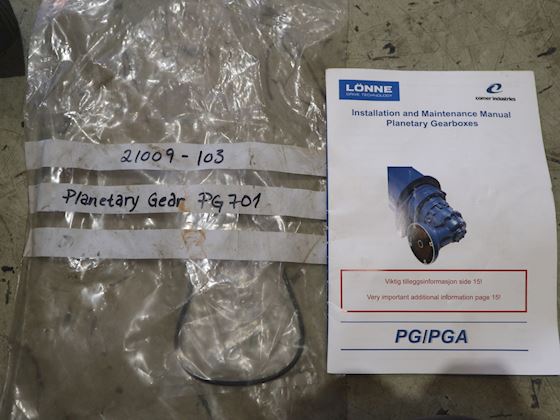 21009-103
Planetary Gear PG701
LÖNNE
DRIVE TECHNOLOGY
comer industries
Installation and Maintenance Manual
Planetary Gearboxes
Viktig tilleggsinformasjon side 15!
Very important additional information page 15!
PG/PGA